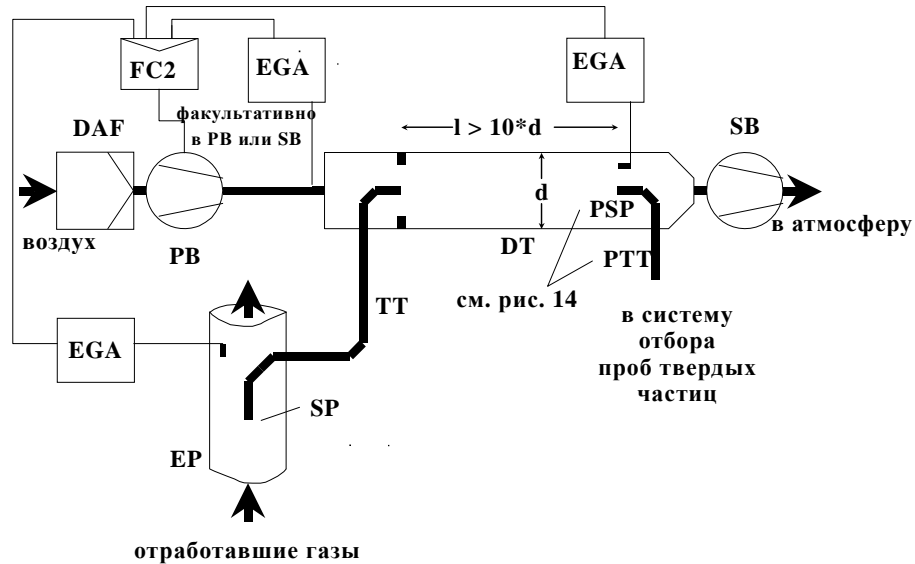 FC2
EGA
EGA
факультативно
в PB или SB
l > 10*d
SB
DAF
d
PSP
воздух
PB
DT
в атмосферу
PTT
см. рис. 14
TT
в систему
отбора
проб твердых
частиц
EGA
SP
EP
отработавшие газы